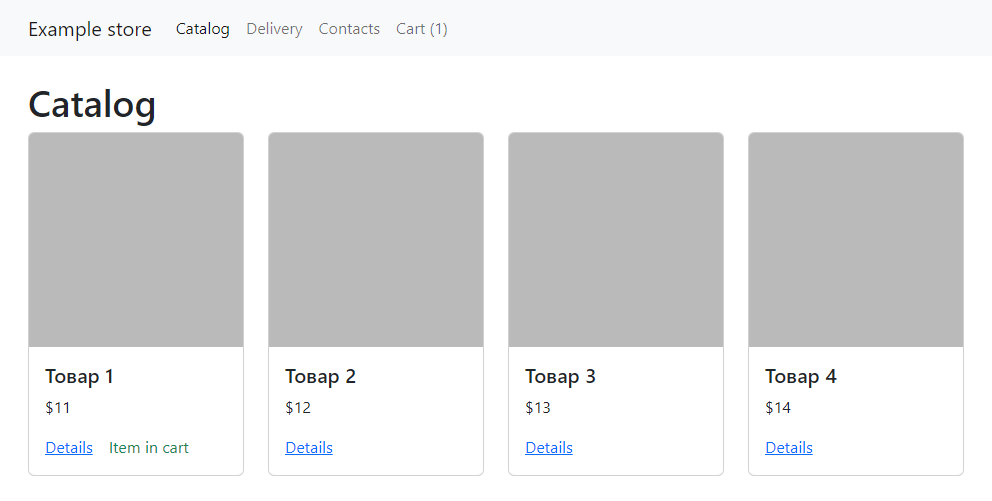 Example store Catalog Delivery Contacts Cart (1)
Catalog
Товар 1
$11
Details Item in cart
Товар 2
$12
Details
Товар 3
$13
Details
Товар 4
$14
Details